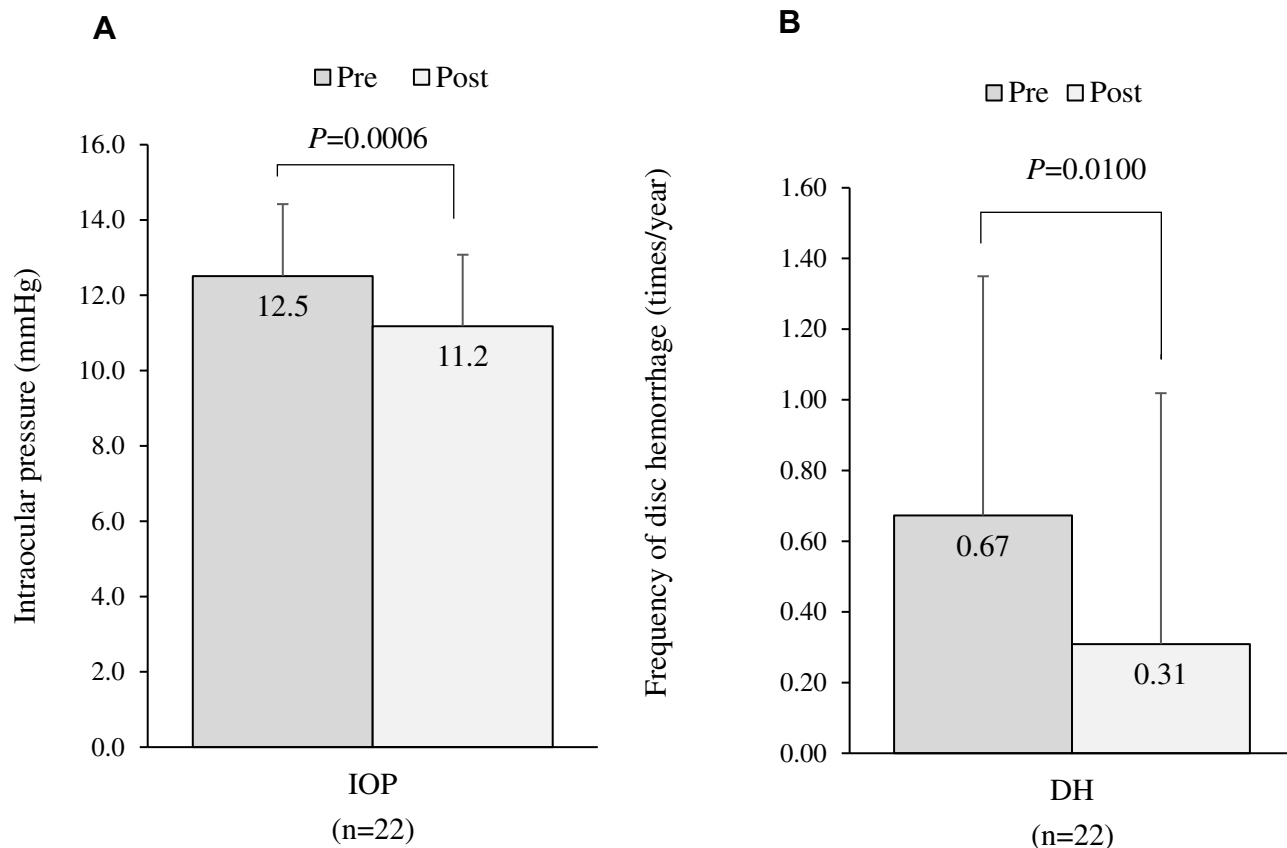 A
Pre Post
Intraocular pressure (mmHg)
16.0
14.0
12.0
10.0
8.0
6.0
4.0
2.0
0.0
P=0.0006
12.5
11.2
IOP
(n=22)
B
Pre Post
Frequency of disc hemorrhage (times/year)
1.60
1.40
1.20
1.00
0.80
0.60
0.40
0.20
0.00
P=0.0100
0.67
0.31
DH
(n=22)